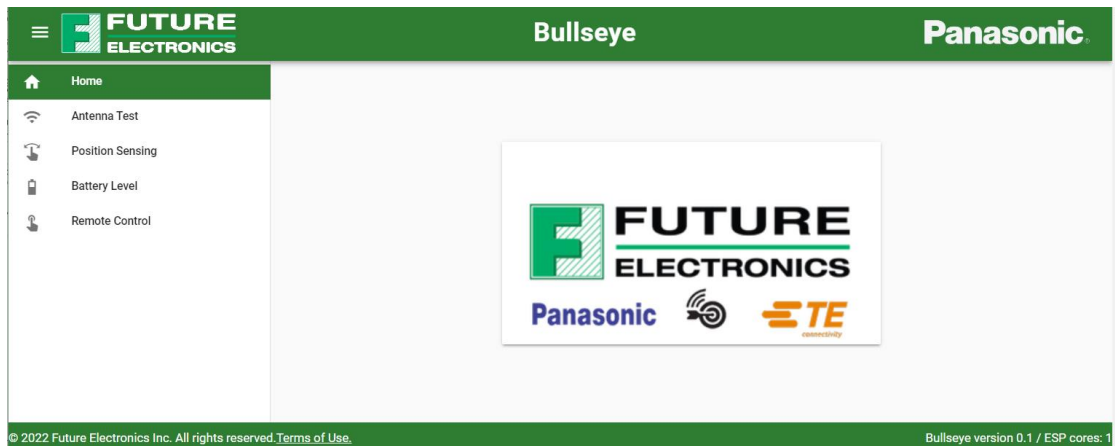 FUTURE
ELECTRONICS
Bullseye
Panasonic
Home
Antenna Test
Position Sensing
Battery Level
Remote Control
FUTURE
ELECTRONICS
Panasonic
TE
connectivity
© 2022 Future Electronics Inc. All rights reserved.Terms of Use.
Bullseye version 0.1 / ESP cores: 1